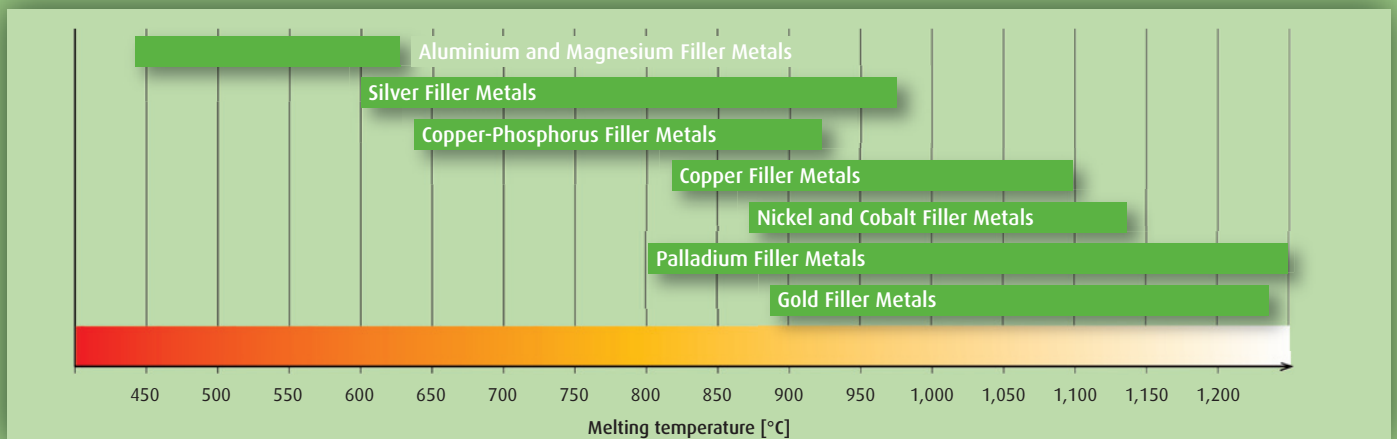 Aluminium and Magnesium Filler Metals
Silver Filler Metals
Copper-Phosphorus Filler Metals
Copper Filler Metals
Nickel and Cobalt Filler Metals
Palladium Filler Metals
Gold Filler Metals
450 500 550 600 650 700 750 800 850 900 950 1,000 1,050 1,100 1,150 1,200
Melting temperature [°C]